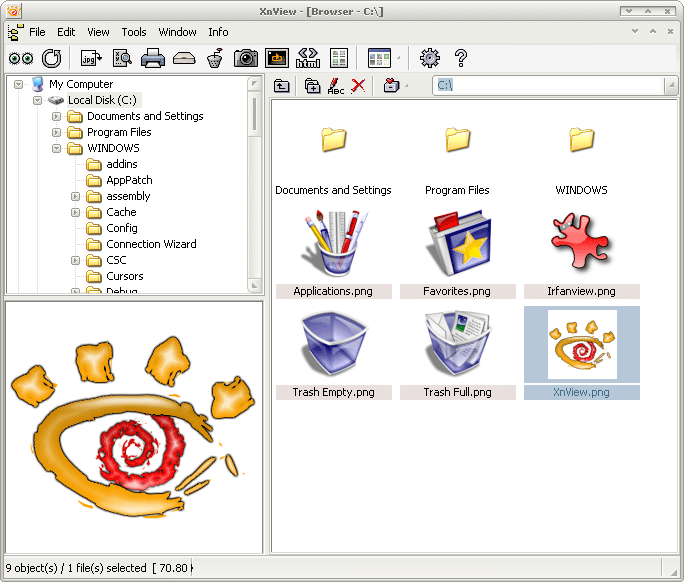 XnView - [Browser - C:\]
File Edit View Tools Window Info
jpg
html
ABC
C:\
My Computer
Local Disk (C:)
Documents and Settings
Program Files
WINDOWS
addins
AppPatch
assembly
Cache
Config
Connection Wizard
CSC
Cursors
Debug
Documents and Settings Program Files WINDOWS
Applications.png Favorites.png Irfanview.png
Trash Empty.png Trash Full.png XnView.png
9 object(s) / 1 file(s) selected [ 70.80